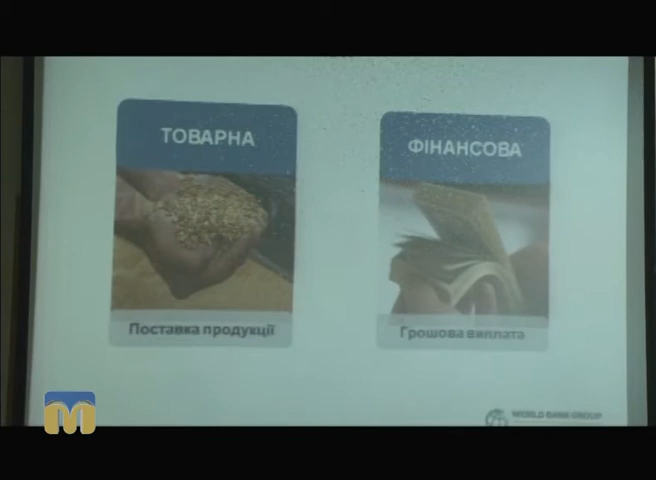 ТОВАРНА
Поставка продукції
ФІНАНСОВА
Грошова виплата
WORLD BANK GROUP
M